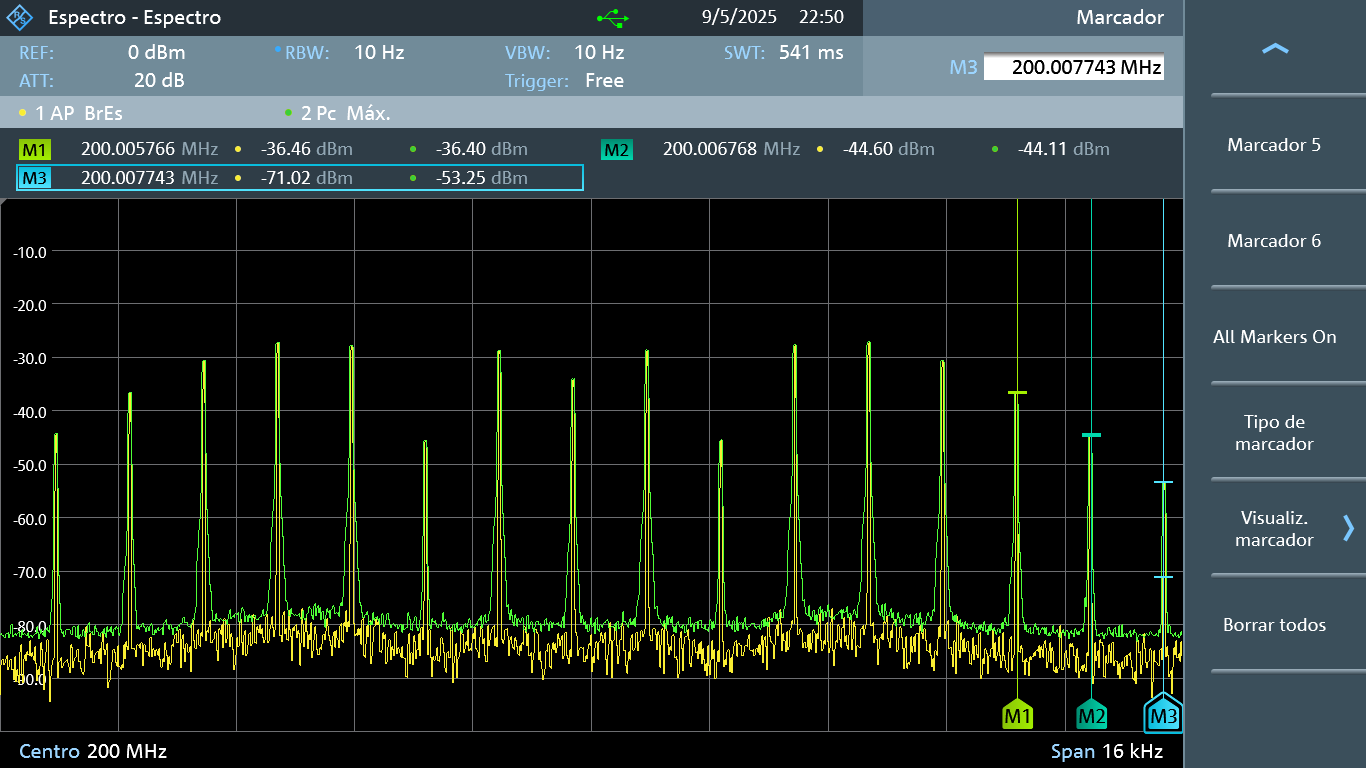 Espectro - Espectro 9/5/2025 22:50 Marcador
REF: 0 dBm RBW: 10 Hz VBW: 10 Hz SWT: 541 ms
M3 200.007743 MHz
ATT: 20 dB Trigger: Free
1 AP BrEs 2 Pc Máx.
M1 200.005766 MHz -36.46 dBm -36.40 dBm M2 200.006768 MHz -44.60 dBm -44.11 dBm
M3 200.007743 MHz -71.02 dBm -53.25 dBm
-10.0
-20.0
-30.0
-40.0
-50.0
-60.0
-70.0
-80.0
-90.0
M1 M2 M3
Centro 200 MHz Span 16 kHz
Marcador 5
Marcador 6
All Markers On
Tipo de
marcador
Visualiz.
marcador
Borrar todos